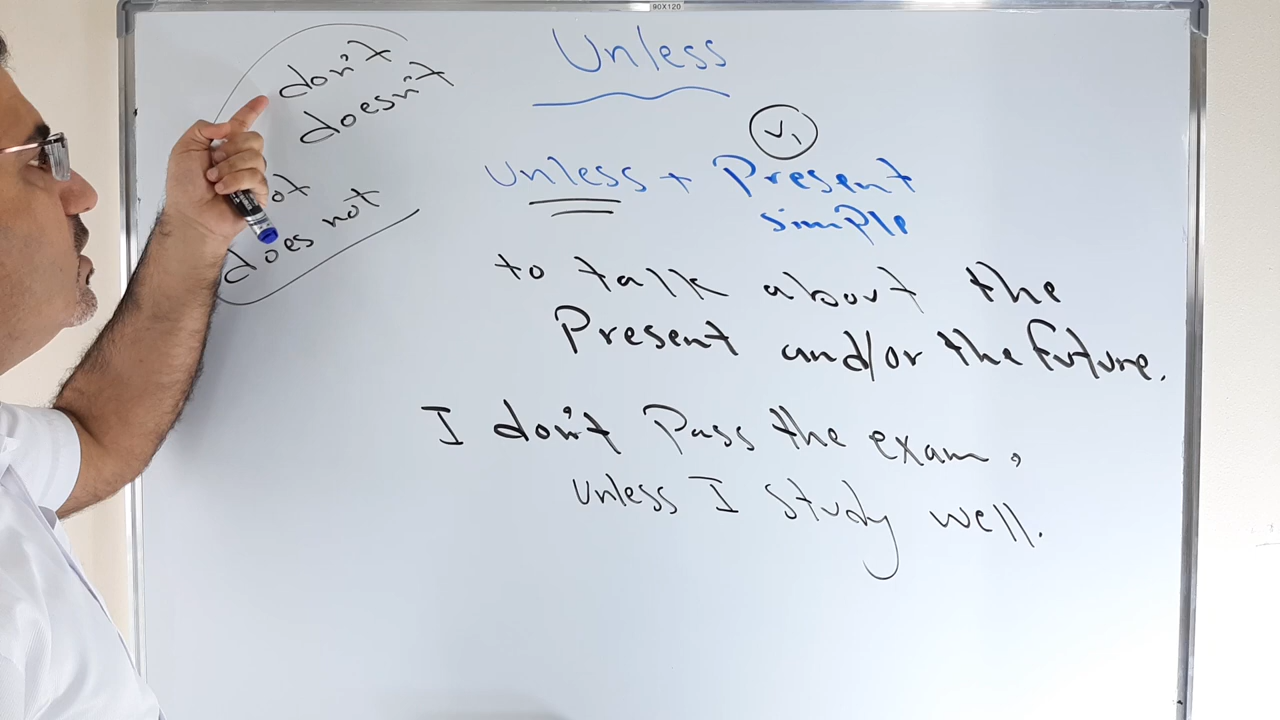 90X120
don't
doesn't
does not
Unless
V1
unless + Present
simple
to talk about the
Present and/or the future.
I don't pass the exam,
unless I study well.